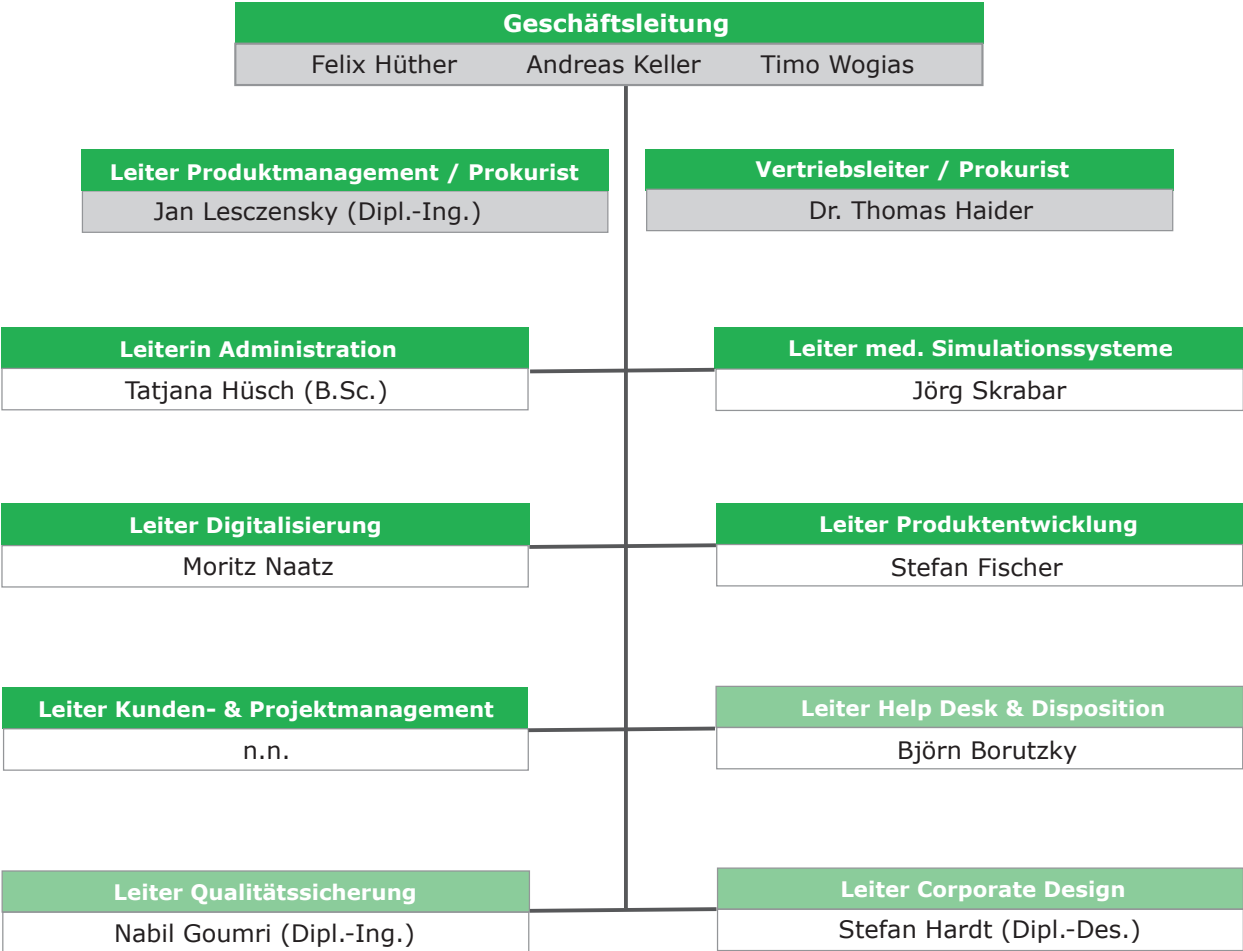 Geschäftsleitung
Felix Hüther Andreas Keller Timo Wogias
Leiter Produktmanagement / Prokurist
Jan Lesczensky (Dipl.-Ing.)
Vertriebsleiter / Prokurist
Dr. Thomas Haider
Leiterin Administration
Tatjana Hüsch (B.Sc.)
Leiter med. Simulationssysteme
Jörg Skrabar
Leiter Digitalisierung
Moritz Naatz
Leiter Produktentwicklung
Stefan Fischer
Leiter Kunden- & Projektmanagement
n.n.
Leiter Help Desk & Disposition
Björn Borutzky
Leiter Qualitätssicherung
Nabil Goumri (Dipl.-Ing.)
Leiter Corporate Design
Stefan Hardt (Dipl.-Des.)